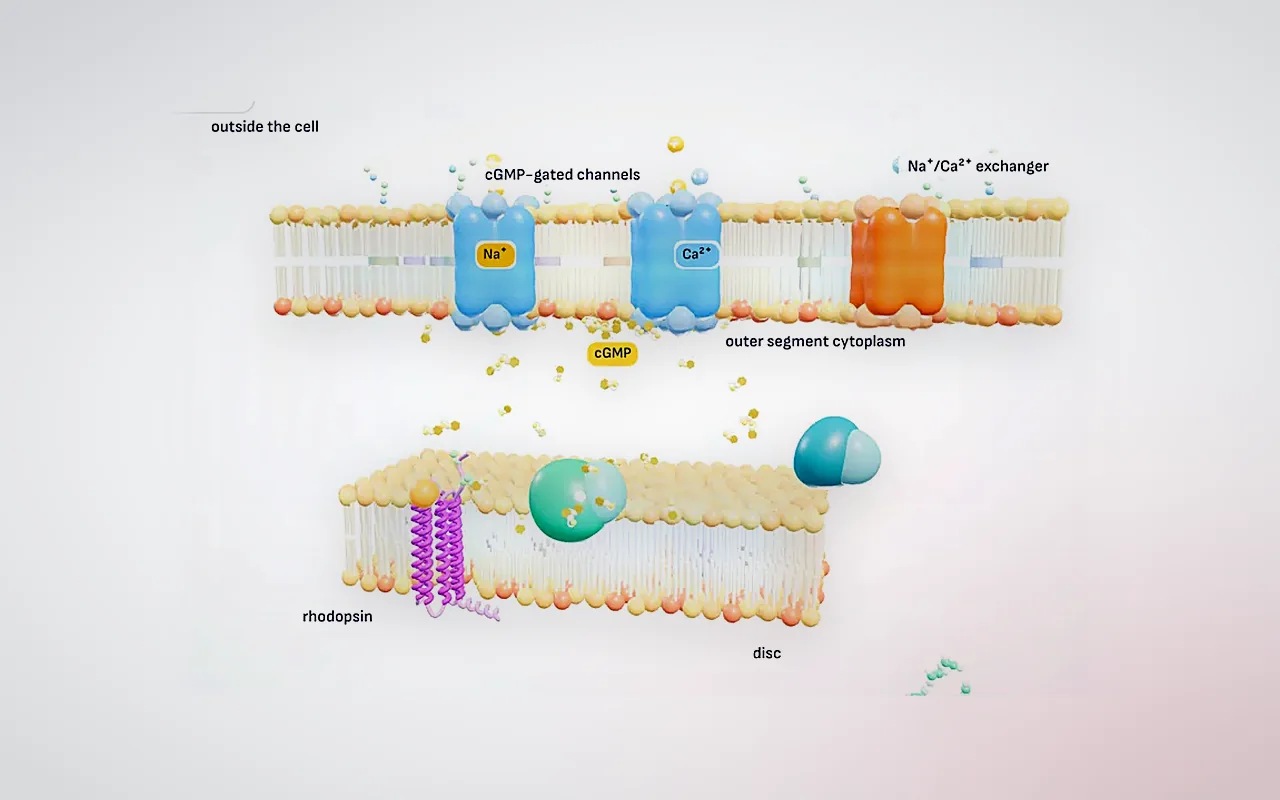 outside the cell
cGMP-gated channels
Na⁺/Ca²⁺ exchanger
Na⁺
Ca²⁺
outer segment cytoplasm
cGMP
rhodopsin
disc